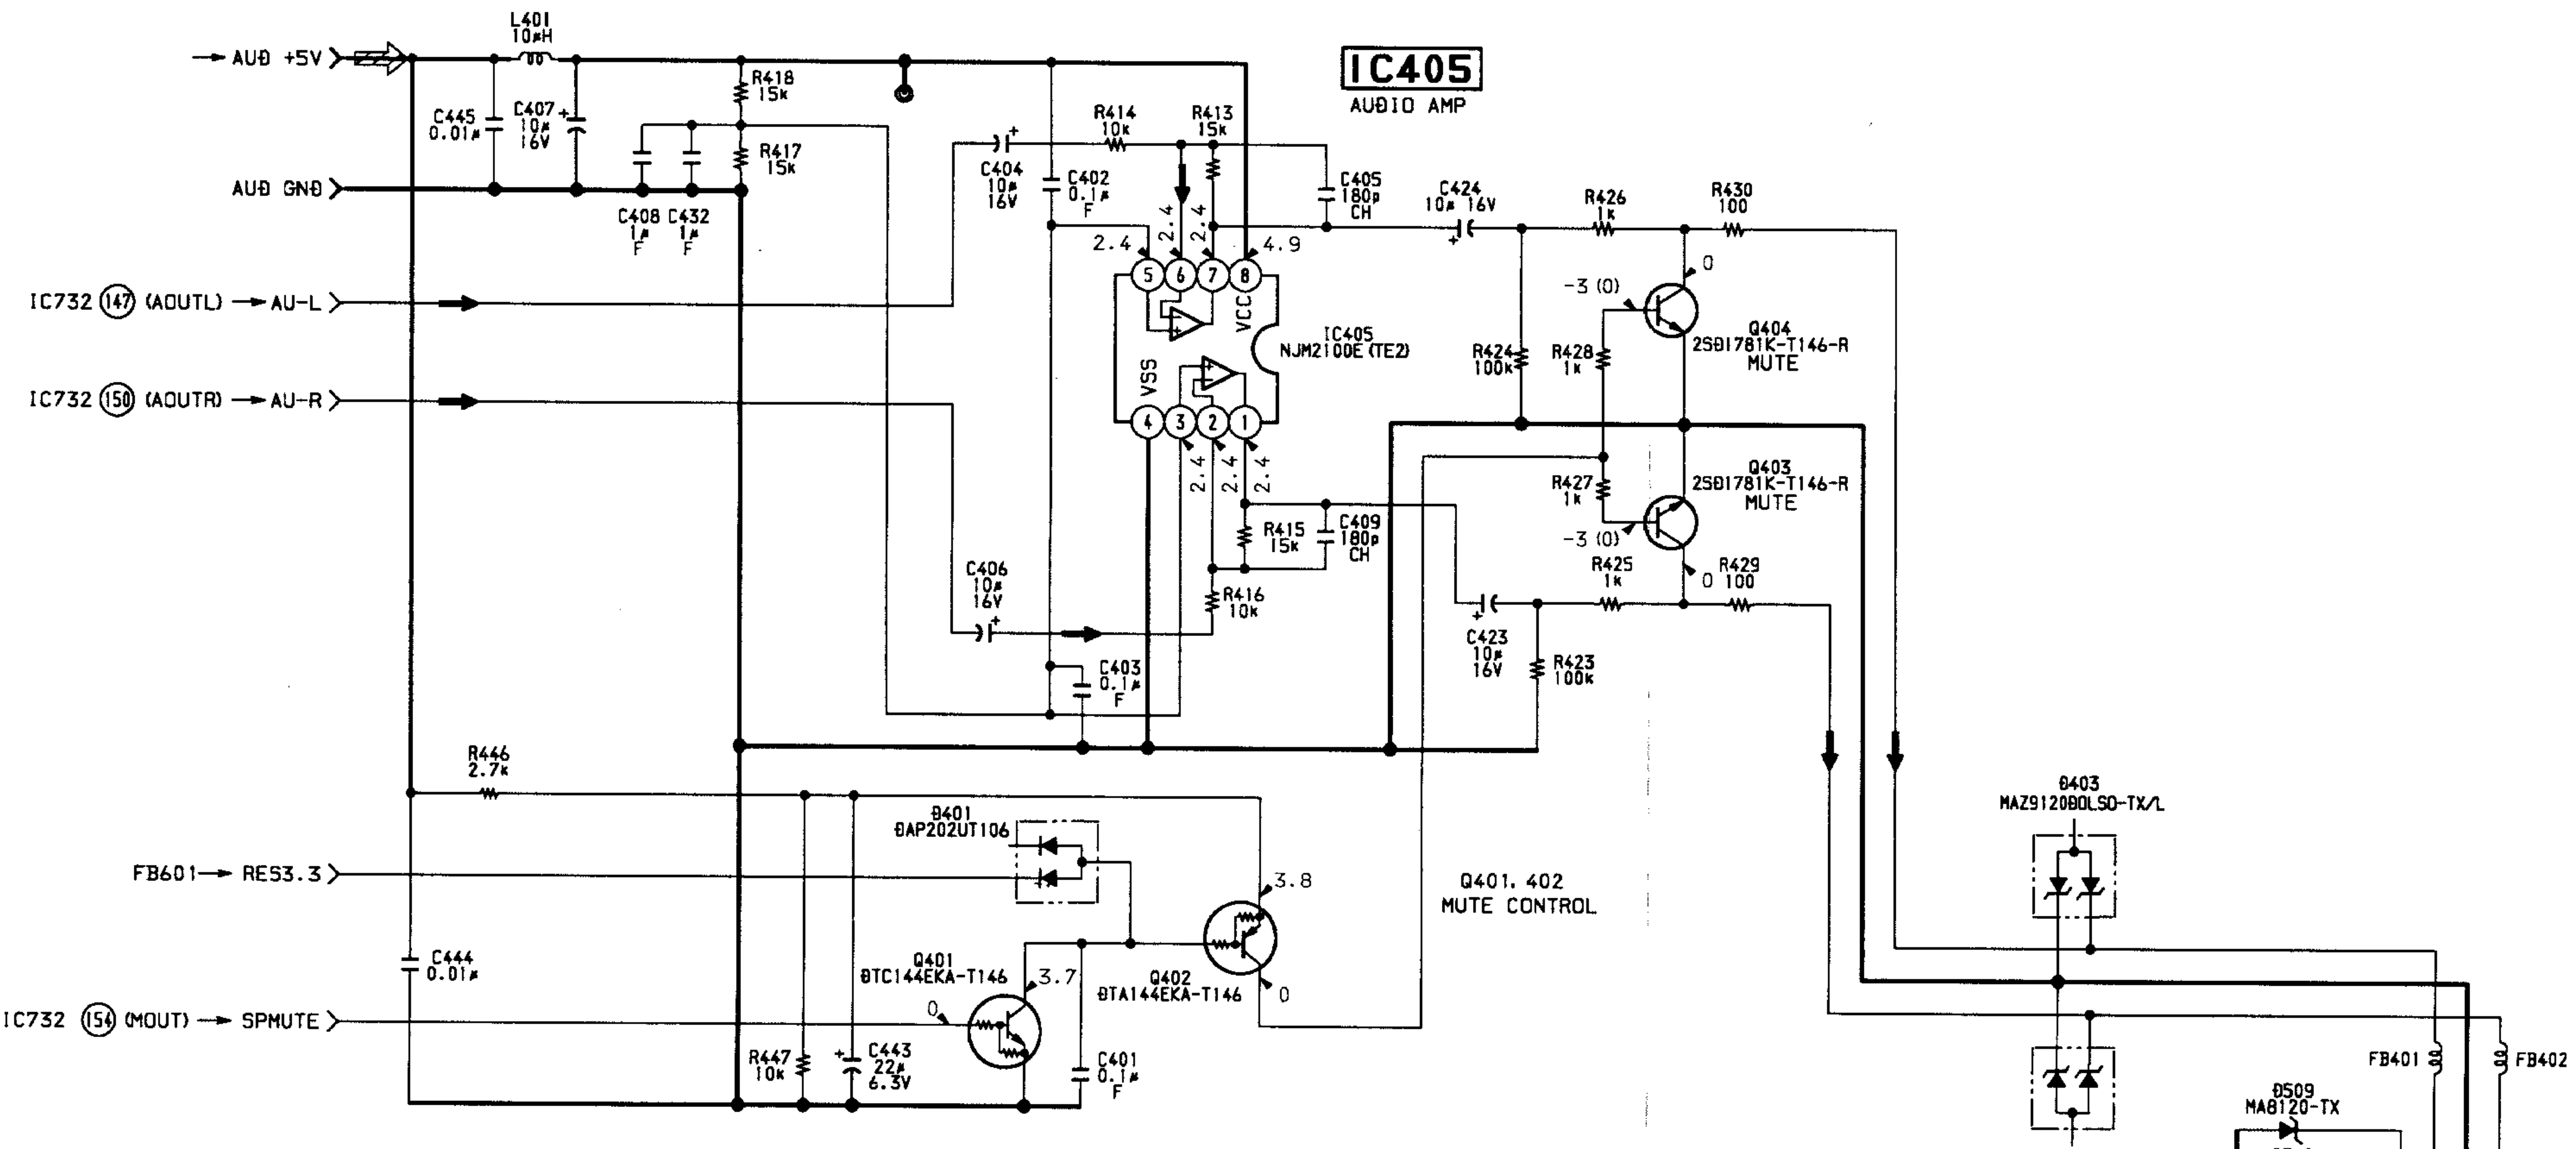 L401
10µH
→ AUD +5V
IC405
AUDIO AMP
R418
15k
C445
0.01µ
C407
10µ
16V
+
R417
15k
AUD GND
C408
1µ
F
C432
1µ
F
R414
10k
R413
15k
C404
10µ
16V
+
C402
0.1µ
F
C405
180p
CH
C424
10µ 16V
+
R426
1k
R430
100
2.4
2.4
2.4
4.9
5
6
7
8
VCC
VSS
4
3
2
1
IC405
NJM2100E(TE2)
IC732 147 (AOUTL) → AU-L
IC732 150 (AOUTR) → AU-R
0
-3(0)
Q404
2SD1781K-T146-R
MUTE
R424
100k
R428
1k
2.4
2.4
2.4
R427
1k
Q403
2SD1781K-T146-R
MUTE
-3(0)
R415
15k
C409
180p
CH
R425
1k
0
R429
100
C406
10µ
16V
+
R416
10k
C423
10µ
16V
+
R423
100k
C403
0.1µ
F
R446
2.7k
D401
DAP202UT106
FB601→ RES3.3
3.8
Q401, 402
MUTE CONTROL
D403
MAZ9120D0LS0-TX/L
C444
0.01µ
Q401
DTC144EKA-T146
3.7
0
Q402
DTA144EKA-T146
0
IC732 154 (MOUT) → SPMUTE
R447
10k
C443
22µ
6.3V
+
C401
0.1µ
F
FB401
FB402
D509
MA8120-TX